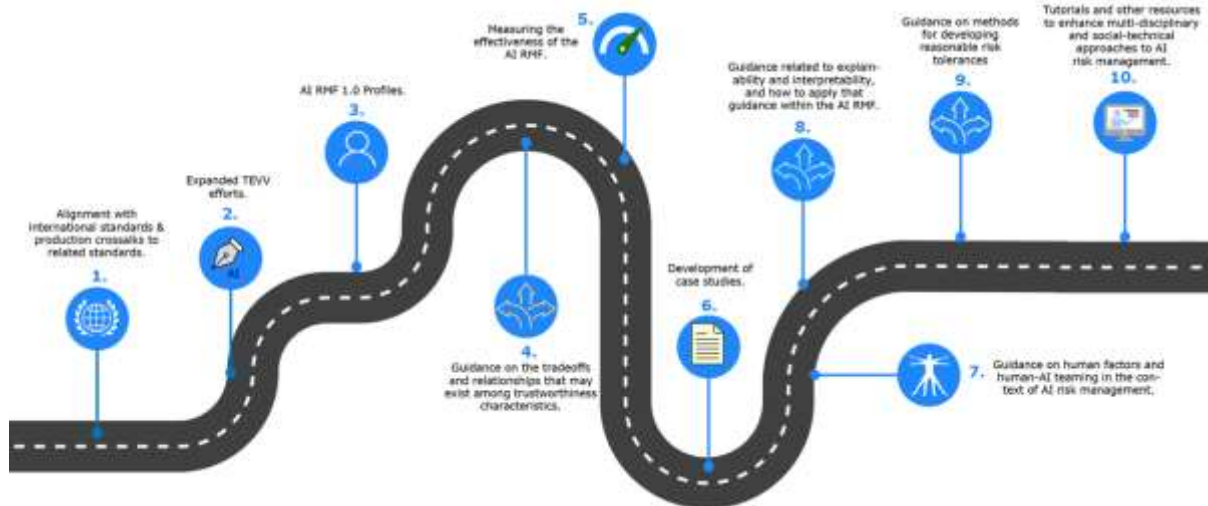 1.
Alignment with
international standards &
production crossalks to
related standards.
2.
Expanded TEVV
efforts.
AI
3.
AI RMF 1.0 Profiles.
4.
Guidance on the tradeoffs
and relationships that may
exist among trustworthiness
characteristics.
5.
Measuring the
effectiveness of the
AI RMF.
6.
Development of
case studies.
7.
Guidance on human factors and
human-AI teaming in the con-
text of AI risk management.
8.
Guidance related to explain-
ability and interpretability,
and how to apply that
guidance within the AI RMF.
9.
Guidance on methods
for developing
reasonable risk
tolerances
10.
Tutorials and other resources
to enhance multi-disciplinary
and social-technical
approaches to AI
risk management.